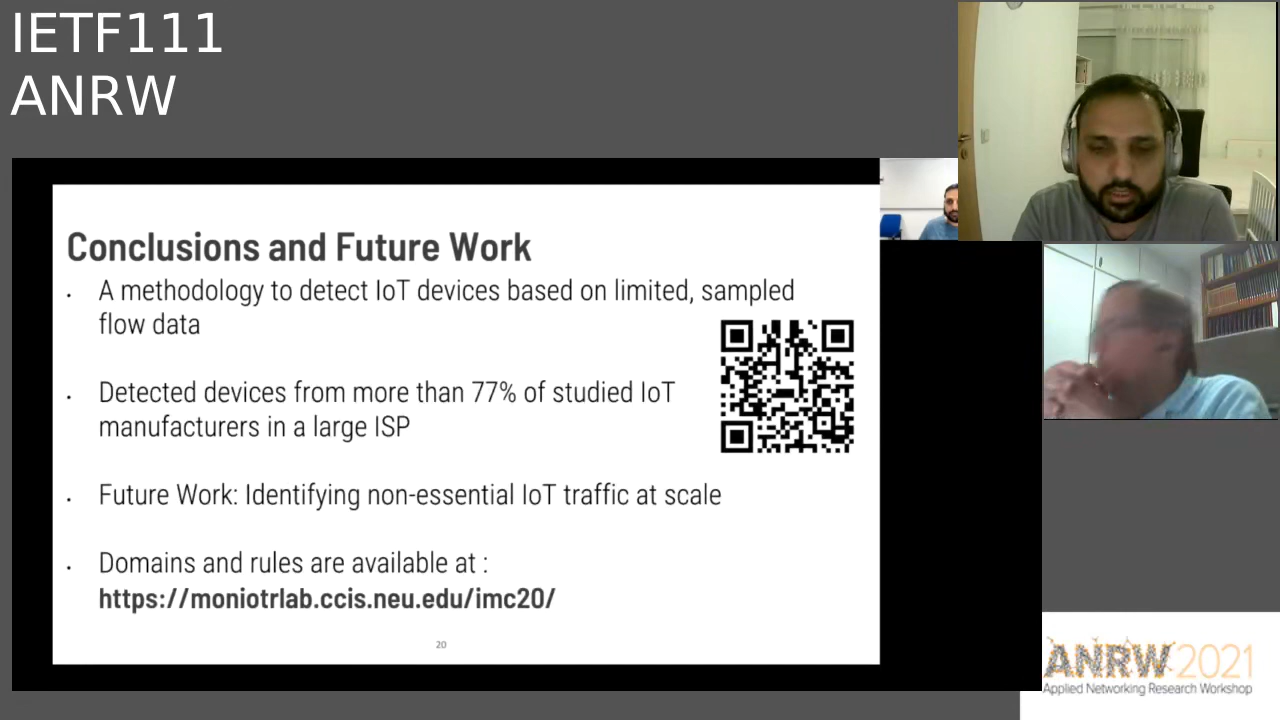 IETF111
ANRW
Conclusions and Future Work
• A methodology to detect IoT devices based on limited, sampled
flow data
• Detected devices from more than 77% of studied IoT
manufacturers in a large ISP
• Future Work: Identifying non-essential IoT traffic at scale
• Domains and rules are available at :
https://moniotrlab.ccis.neu.edu/imc20/
20
ANRW2021
Applied Networking Research Workshop